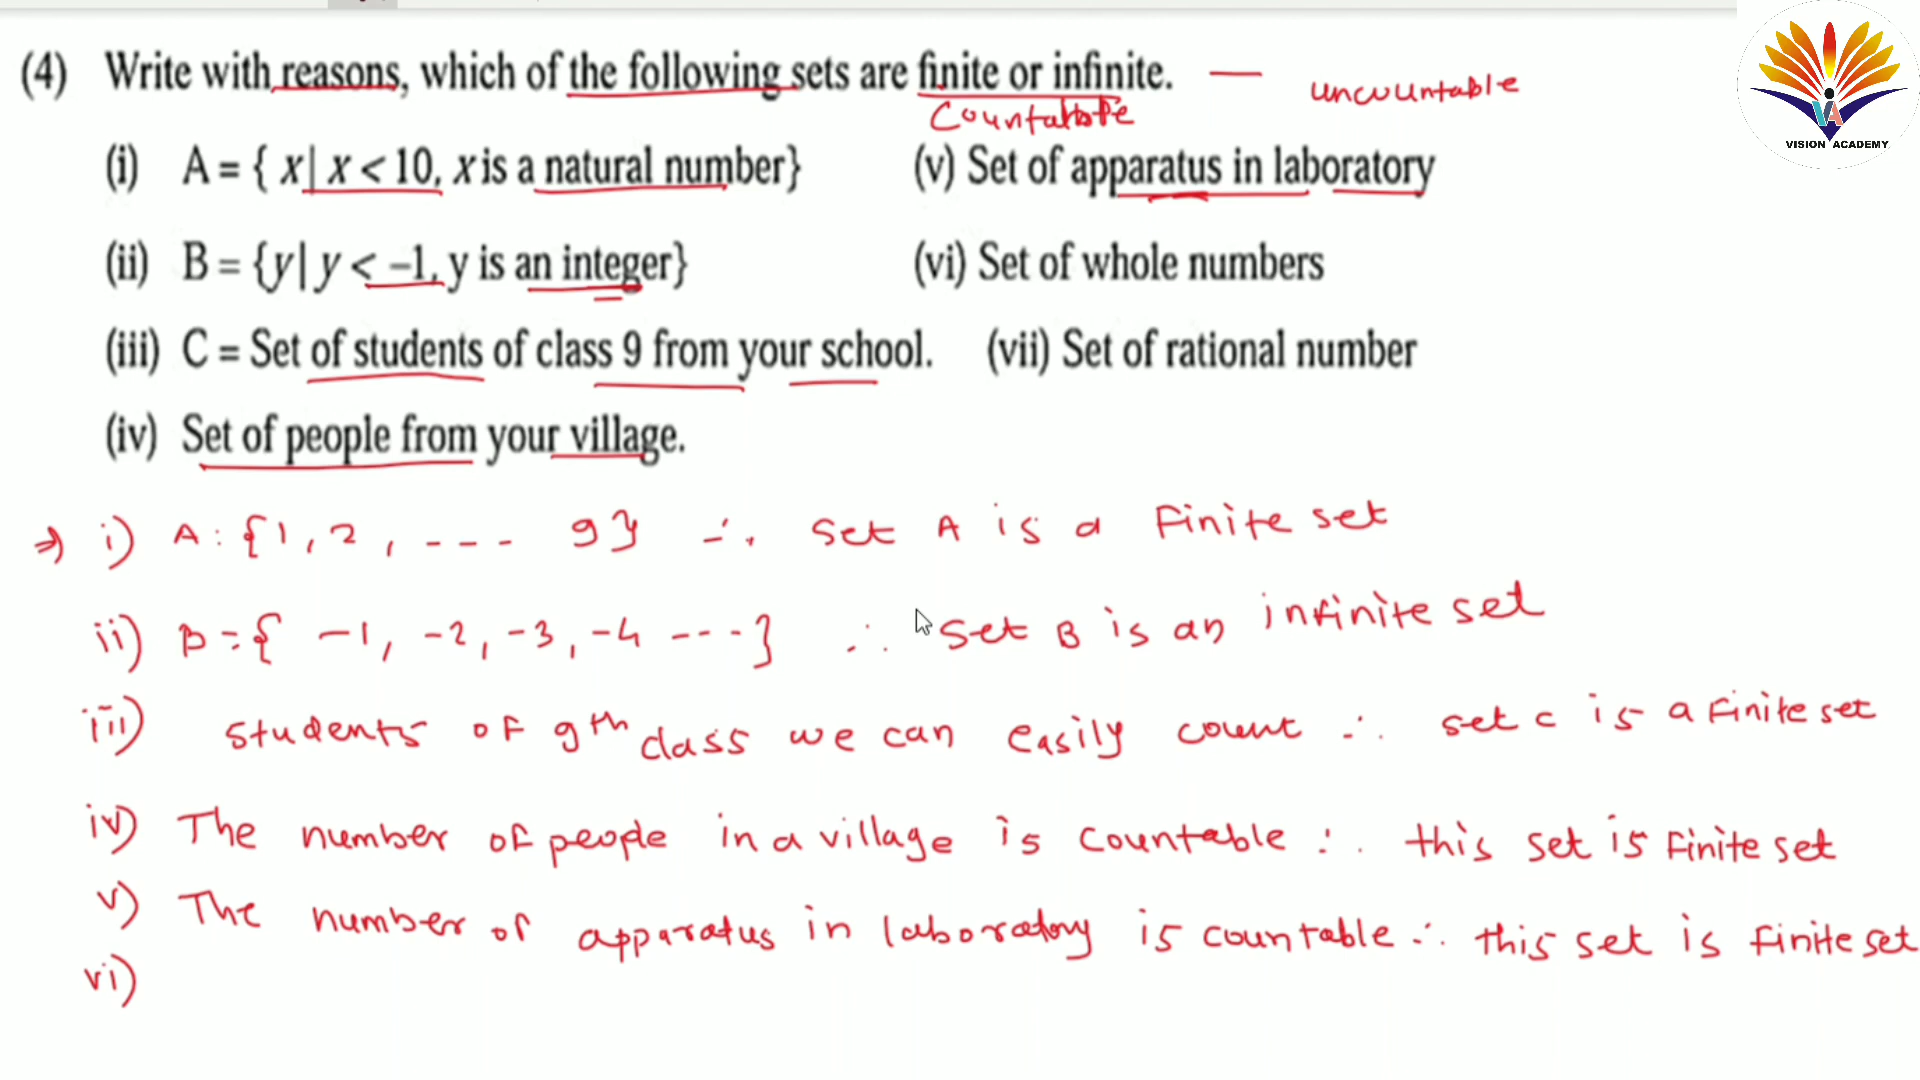 (4) Write with reasons, which of the following sets are finite or infinite. — uncountable
Countable
VISION ACADEMY
(i) A = { x| x < 10, x is a natural number}
(v) Set of apparatus in laboratory
(ii) B = {y| y < –1, y is an integer}
(vi) Set of whole numbers
(iii) C = Set of students of class 9 from your school.
(vii) Set of rational number
(iv) Set of people from your village.
⇒ i) A : {1, 2, - - - 9} ∴ Set A is a Finite set
ii) B = { -1, -2, -3, -4 - - - } ∴ Set B is an infinite set
iii) Students of 9th class we can easily count ∴ set C is a Finite set
iv) The number of people in a village is countable ∴ this set is Finite set
v) The number of apparatus in laboratory is countable ∴ this set is Finite set
vi)